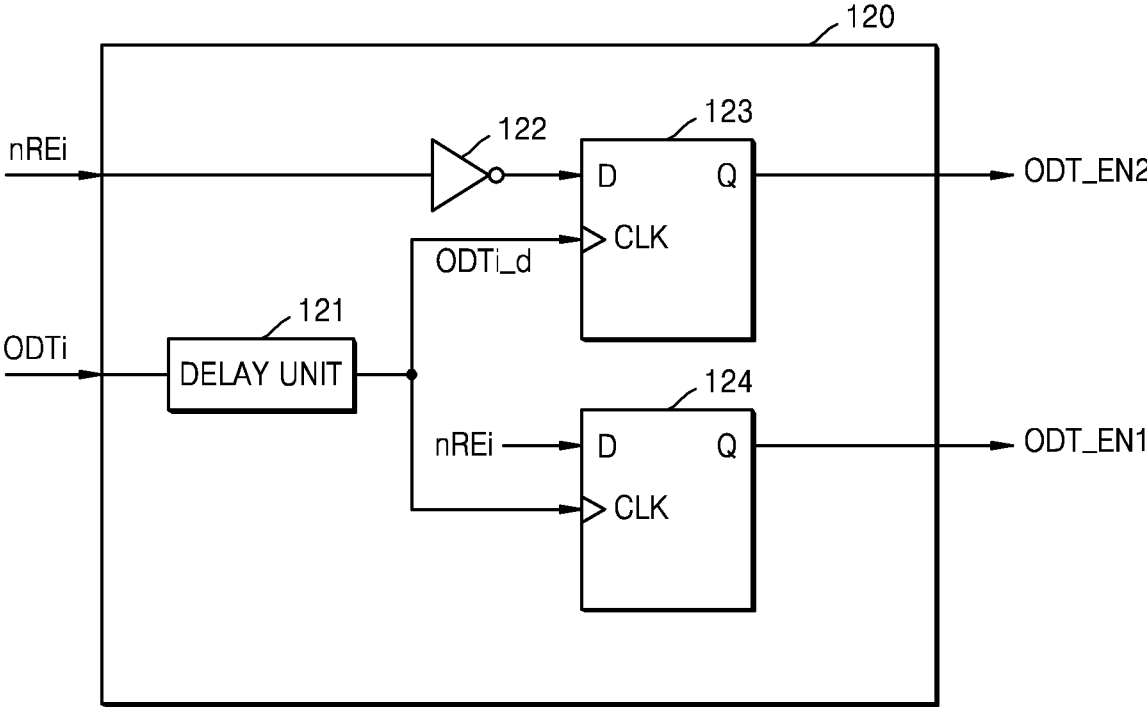 120
122
123
nREi
D
Q
ODT_EN2
CLK
ODTi_d
121
ODTi
DELAY UNIT
124
nREi
D
Q
ODT_EN1
CLK